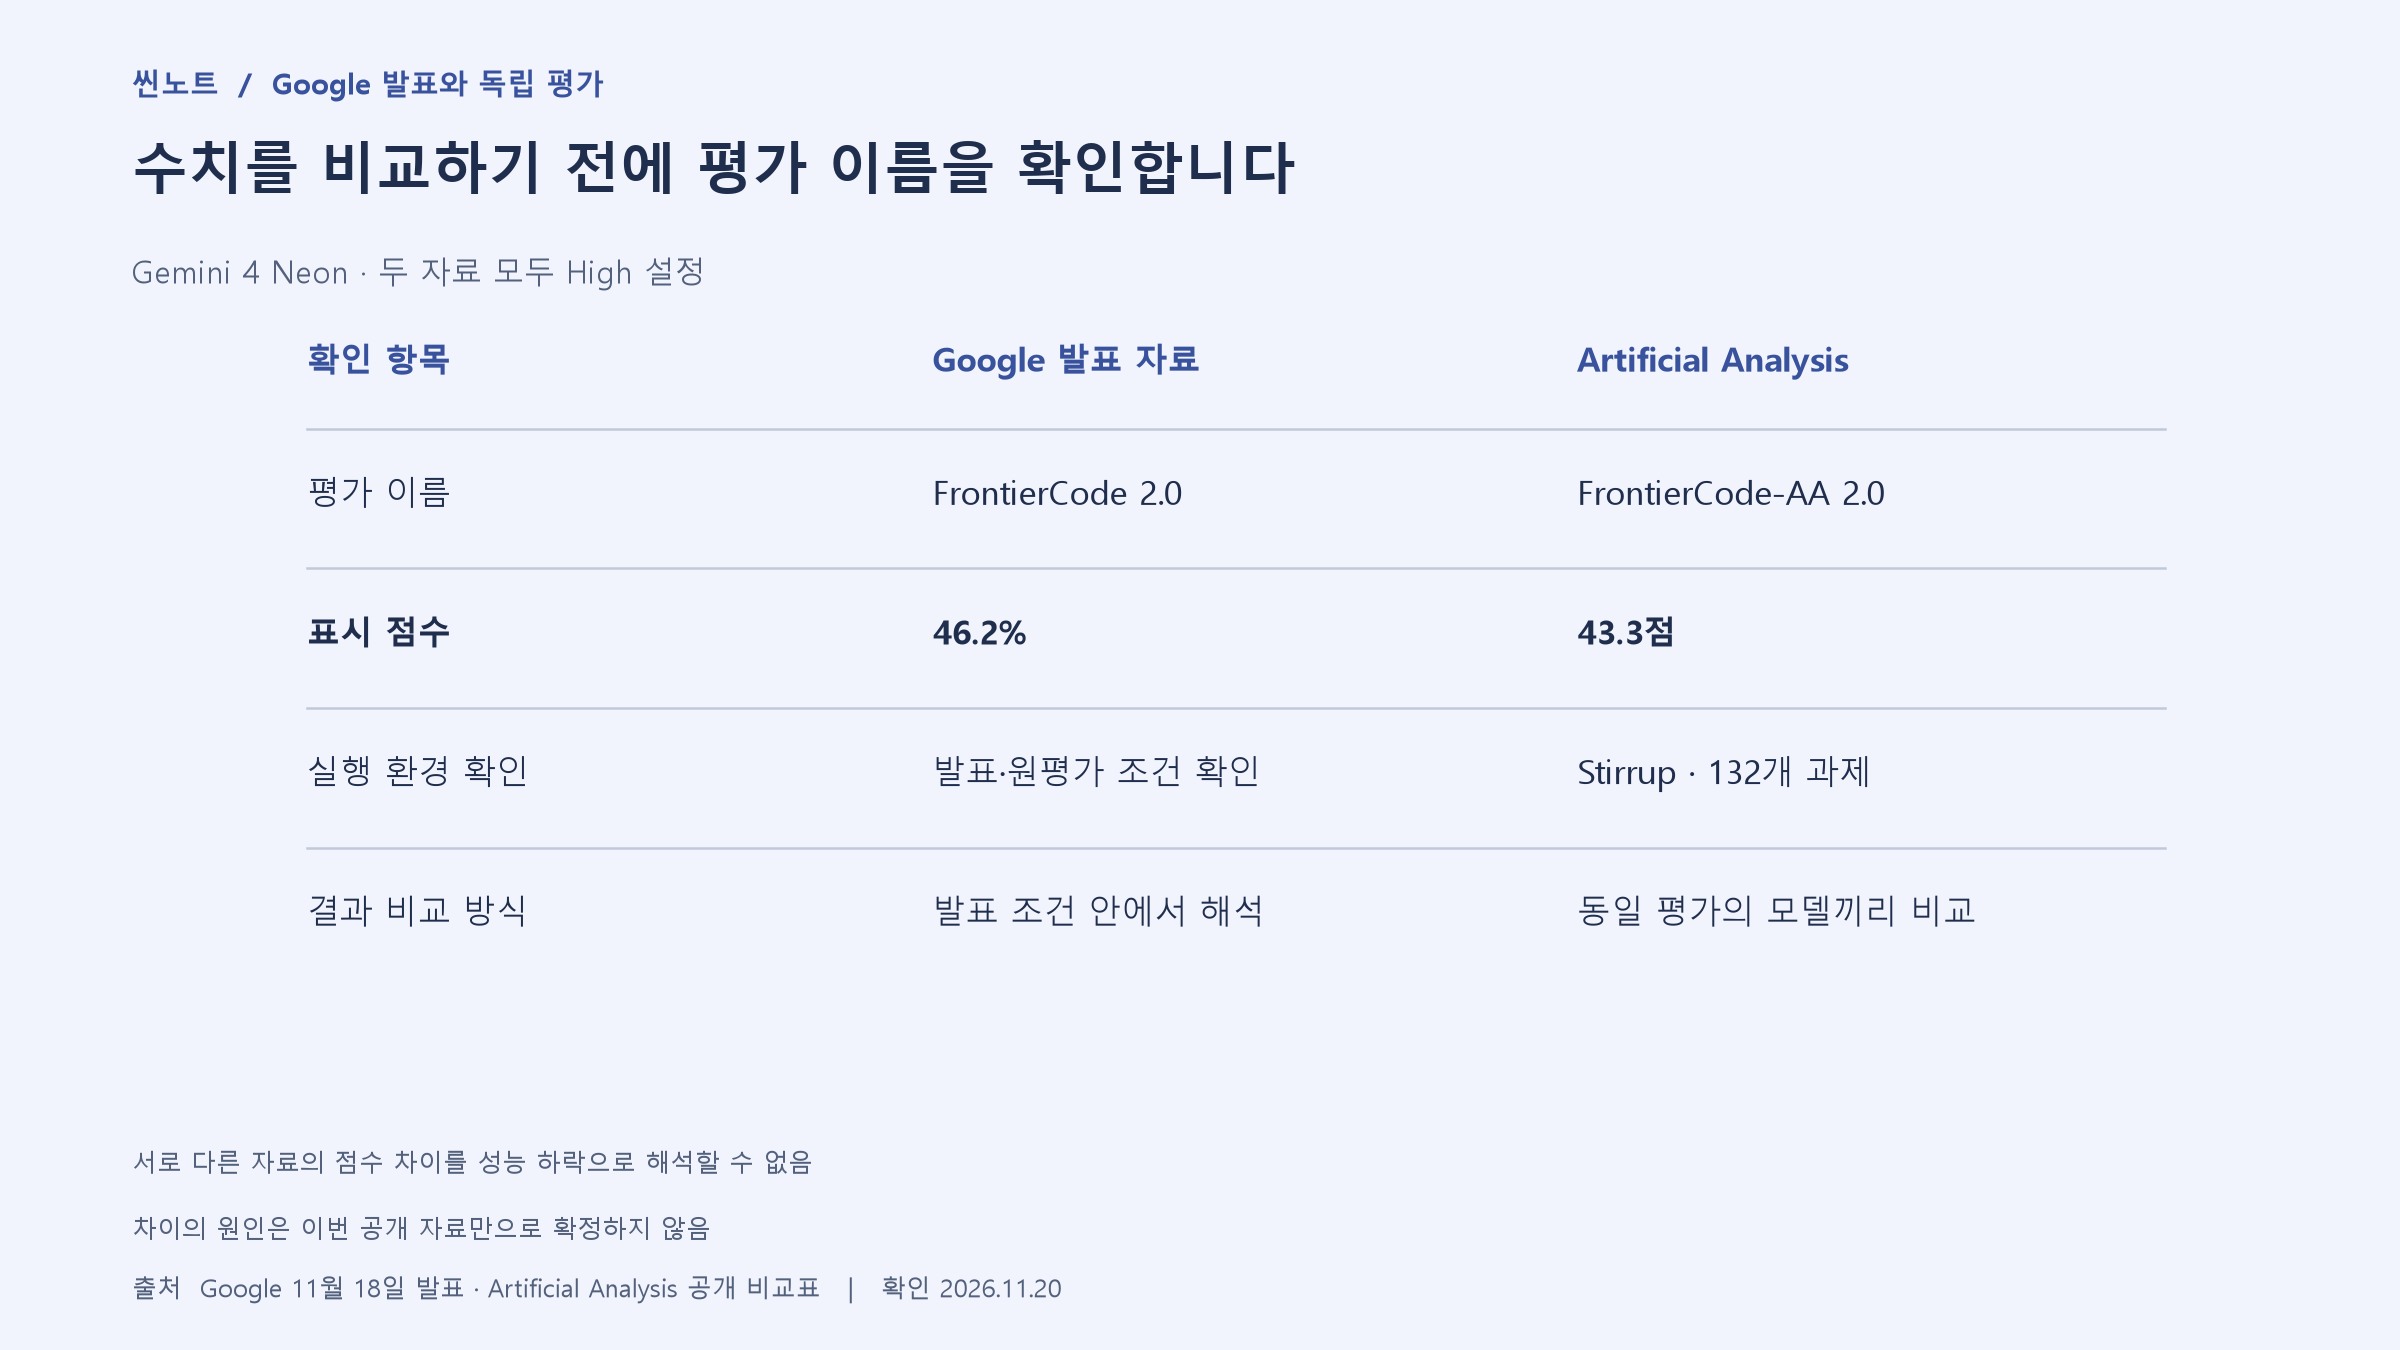 씬노트 / Google 발표와 독립 평가
수치를 비교하기 전에 평가 이름을 확인합니다
Gemini 4 Neon · 두 자료 모두 High 설정
확인 항목 Google 발표 자료 Artificial Analysis
평가 이름 FrontierCode 2.0 FrontierCode-AA 2.0
표시 점수 46.2% 43.3점
실행 환경 확인 발표·원평가 조건 확인 Stirrup · 132개 과제
결과 비교 방식 발표 조건 안에서 해석 동일 평가의 모델끼리 비교
서로 다른 자료의 점수 차이를 성능 하락으로 해석할 수 없음
차이의 원인은 이번 공개 자료만으로 확정하지 않음
출처 Google 11월 18일 발표 · Artificial Analysis 공개 비교표 | 확인 2026.11.20